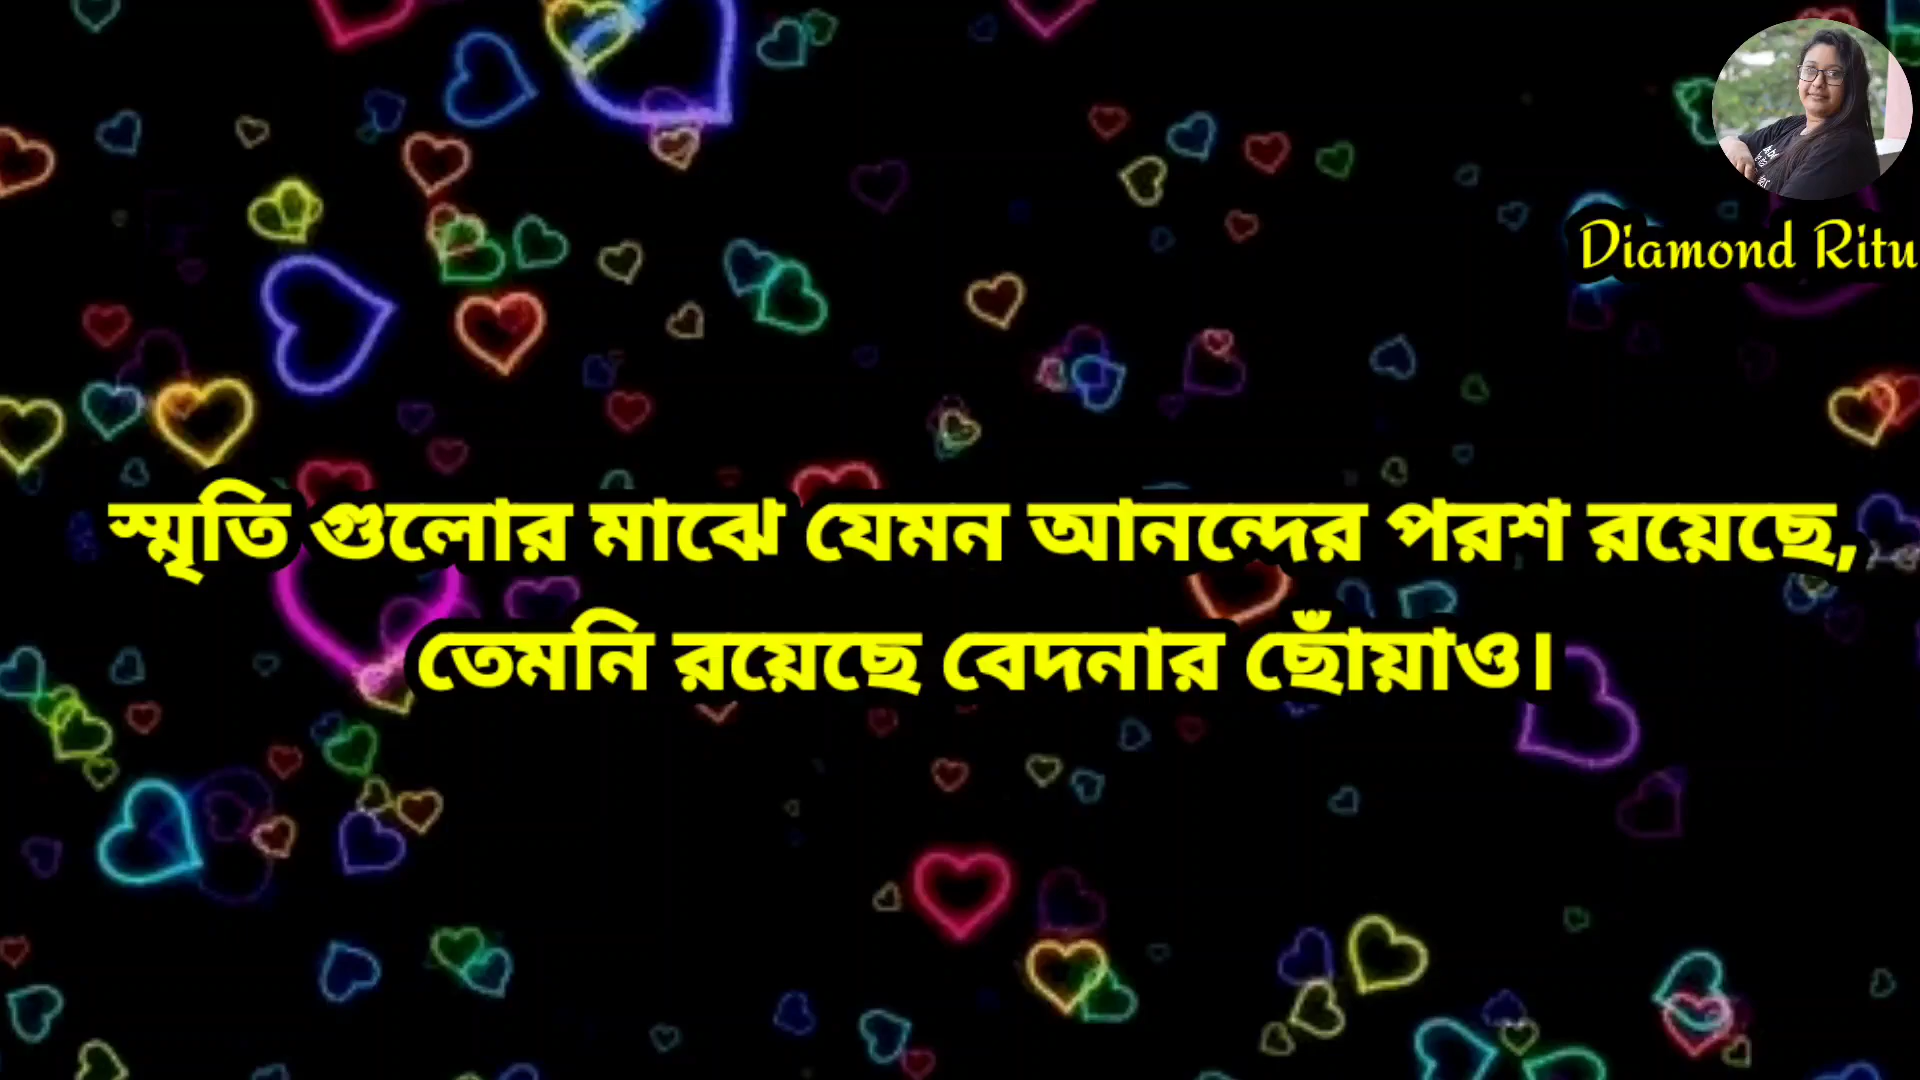 Diamond Ritu
স্মৃতি গুলোর মাঝে যেমন আনন্দের পরশ রয়েছে,
তেমনি রয়েছে বেদনার ছোঁয়াও।